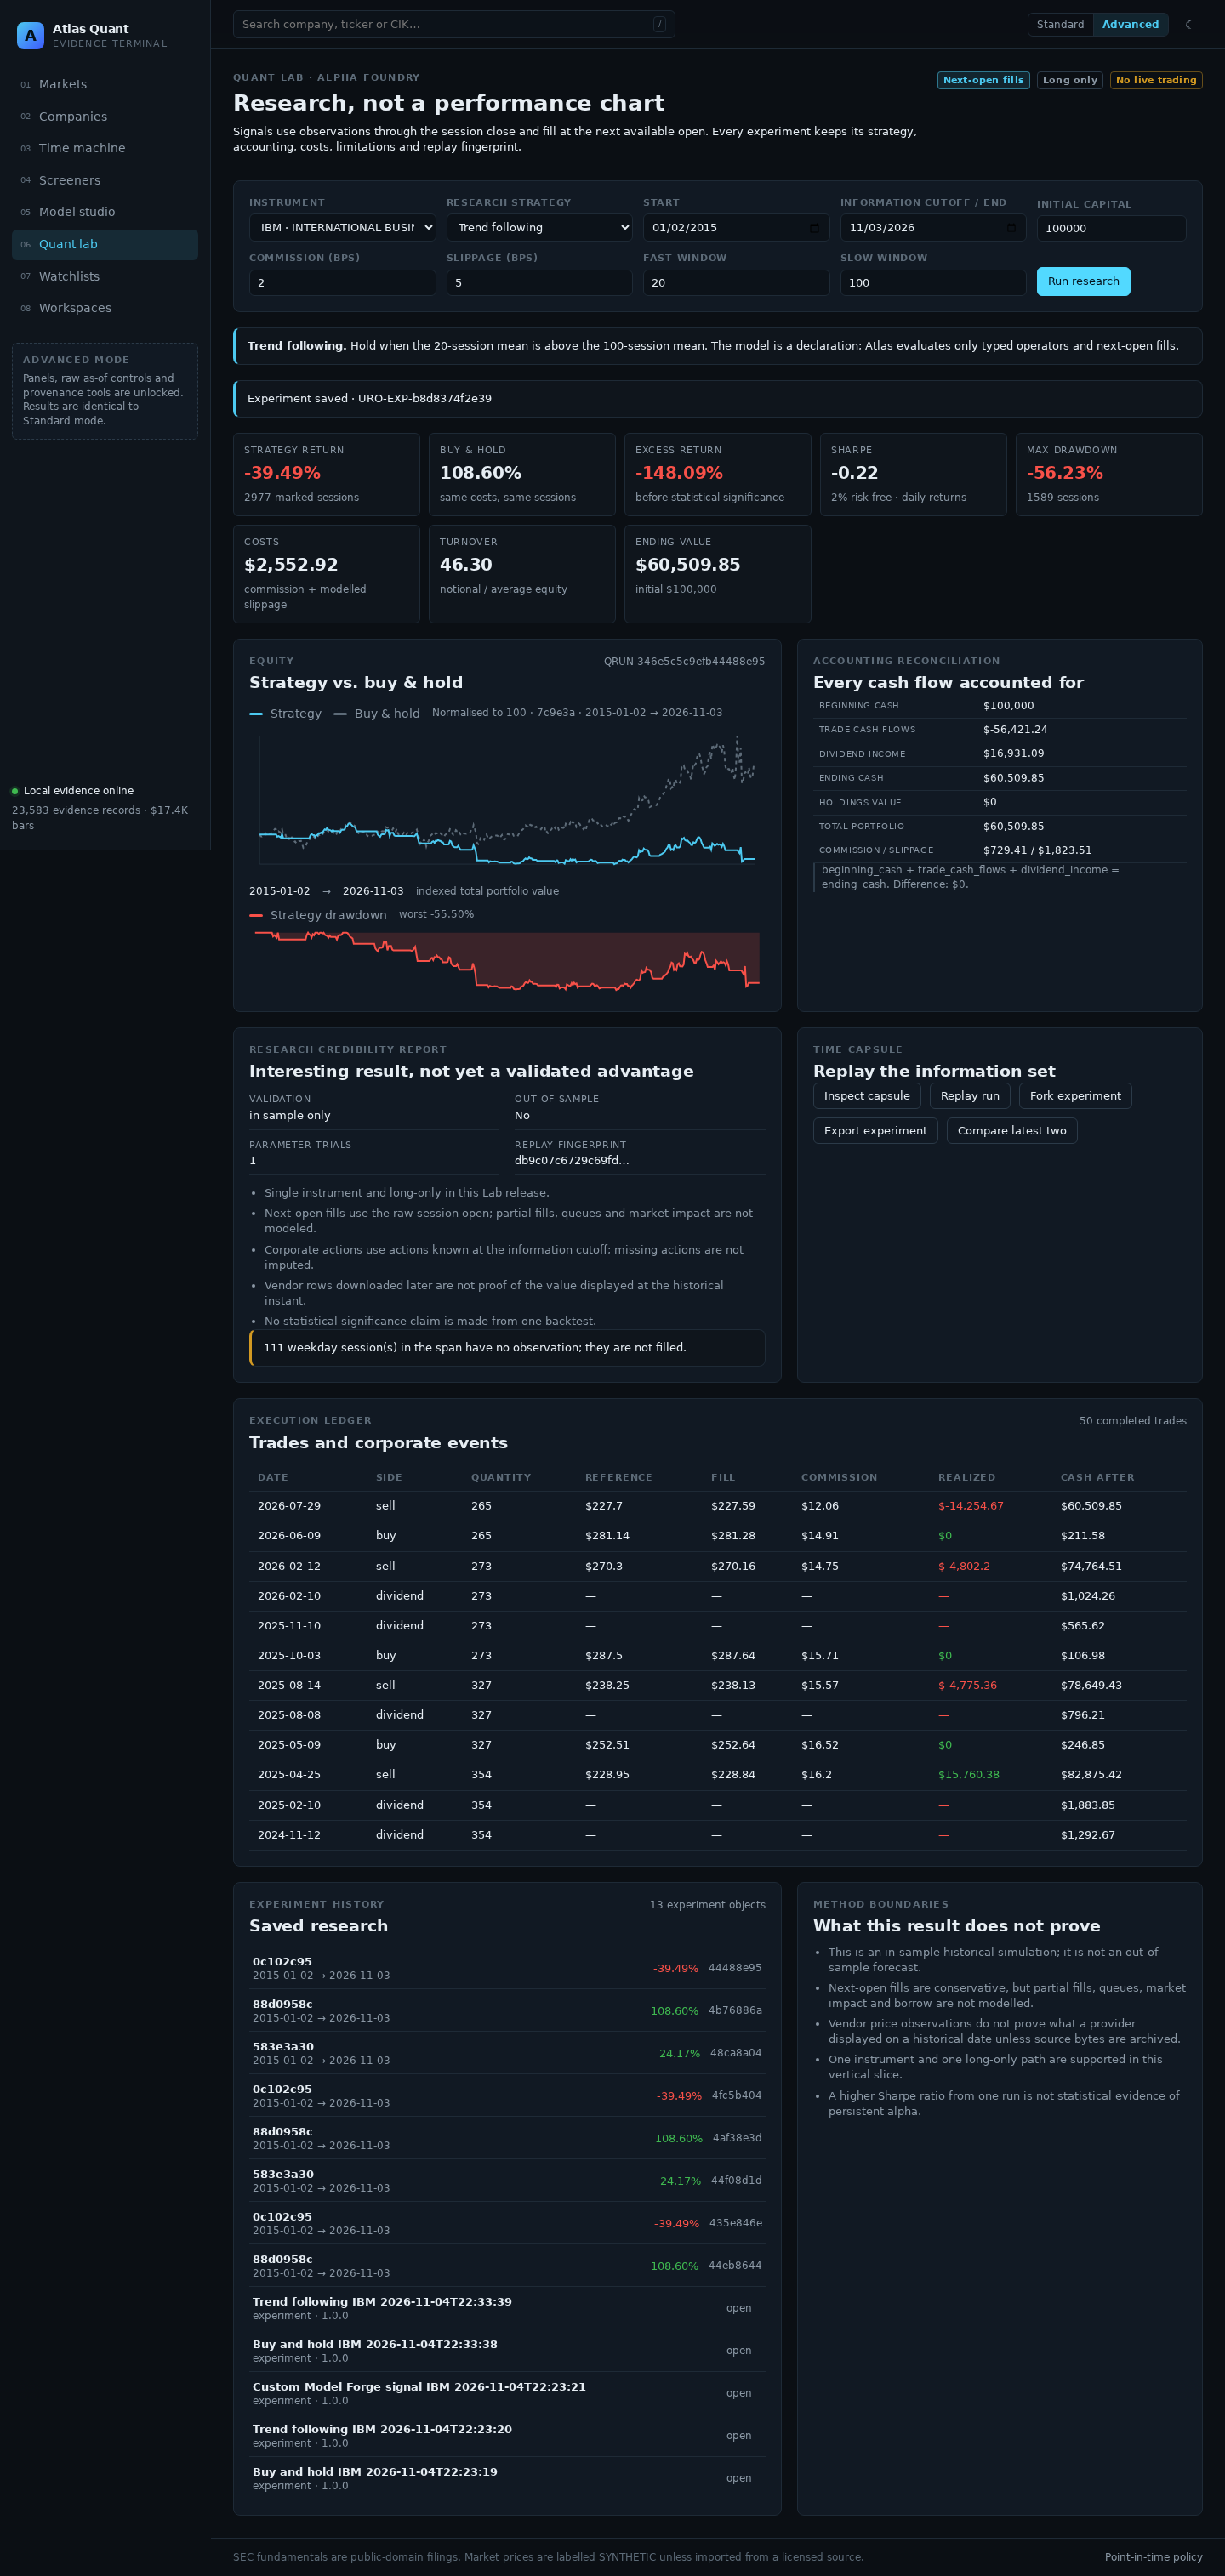 A
Atlas Quant
EVIDENCE TERMINAL
01 Markets
02 Companies
03 Time machine
04 Screeners
05 Model studio
06 Quant lab
07 Watchlists
08 Workspaces
ADVANCED MODE
Panels, raw as-of controls and
provenance tools are unlocked.
Results are identical to
Standard mode.
Local evidence online
23,583 evidence records · $17.4K
bars
Search company, ticker or CIK… /
Standard Advanced ☾
QUANT LAB · ALPHA FOUNDRY
Next-open fills Long only No live trading
Research, not a performance chart
Signals use observations through the session close and fill at the next available open. Every experiment keeps its strategy,
accounting, costs, limitations and replay fingerprint.
INSTRUMENT RESEARCH STRATEGY START INFORMATION CUTOFF / END INITIAL CAPITAL
IBM · INTERNATIONAL BUSIN Trend following 01/02/2015 11/03/2026 100000
COMMISSION (BPS) SLIPPAGE (BPS) FAST WINDOW SLOW WINDOW
2 5 20 100 Run research
Trend following. Hold when the 20-session mean is above the 100-session mean. The model is a declaration; Atlas evaluates only typed operators and next-open fills.
Experiment saved · URO-EXP-b8d8374f2e39
STRATEGY RETURN BUY & HOLD EXCESS RETURN SHARPE MAX DRAWDOWN
-39.49% 108.60% -148.09% -0.22 -56.23%
2977 marked sessions same costs, same sessions before statistical significance 2% risk-free · daily returns 1589 sessions
COSTS TURNOVER ENDING VALUE
$2,552.92 46.30 $60,509.85
commission + modelled
slippage
notional / average equity initial $100,000
EQUITY QRUN-346e5c5c9efb44488e95
Strategy vs. buy & hold
Strategy Buy & hold Normalised to 100 · 7c9e3a · 2015-01-02 → 2026-11-03
2015-01-02 → 2026-11-03 indexed total portfolio value
Strategy drawdown worst -55.50%
ACCOUNTING RECONCILIATION
Every cash flow accounted for
BEGINNING CASH $100,000
TRADE CASH FLOWS $-56,421.24
DIVIDEND INCOME $16,931.09
ENDING CASH $60,509.85
HOLDINGS VALUE $0
TOTAL PORTFOLIO $60,509.85
COMMISSION / SLIPPAGE $729.41 / $1,823.51
beginning_cash + trade_cash_flows + dividend_income =
ending_cash. Difference: $0.
RESEARCH CREDIBILITY REPORT
Interesting result, not yet a validated advantage
VALIDATION OUT OF SAMPLE
in sample only No
PARAMETER TRIALS REPLAY FINGERPRINT
1 db9c07c6729c69fd…
• Single instrument and long-only in this Lab release.
• Next-open fills use the raw session open; partial fills, queues and market impact are not
modeled.
• Corporate actions use actions known at the information cutoff; missing actions are not
imputed.
• Vendor rows downloaded later are not proof of the value displayed at the historical
instant.
• No statistical significance claim is made from one backtest.
111 weekday session(s) in the span have no observation; they are not filled.
TIME CAPSULE
Replay the information set
Inspect capsule Replay run Fork experiment
Export experiment Compare latest two
EXECUTION LEDGER 50 completed trades
Trades and corporate events
DATE SIDE QUANTITY REFERENCE FILL COMMISSION REALIZED CASH AFTER
2026-07-29 sell 265 $227.7 $227.59 $12.06 $-14,254.67 $60,509.85
2026-06-09 buy 265 $281.14 $281.28 $14.91 $0 $211.58
2026-02-12 sell 273 $270.3 $270.16 $14.75 $-4,802.2 $74,764.51
2026-02-10 dividend 273 — — — — $1,024.26
2025-11-10 dividend 273 — — — — $565.62
2025-10-03 buy 273 $287.5 $287.64 $15.71 $0 $106.98
2025-08-14 sell 327 $238.25 $238.13 $15.57 $-4,775.36 $78,649.43
2025-08-08 dividend 327 — — — — $796.21
2025-05-09 buy 327 $252.51 $252.64 $16.52 $0 $246.85
2025-04-25 sell 354 $228.95 $228.84 $16.2 $15,760.38 $82,875.42
2025-02-10 dividend 354 — — — — $1,883.85
2024-11-12 dividend 354 — — — — $1,292.67
EXPERIMENT HISTORY 13 experiment objects
Saved research
0c102c95
2015-01-02 → 2026-11-03 -39.49% 44488e95
88d0958c
2015-01-02 → 2026-11-03 108.60% 4b76886a
583e3a30
2015-01-02 → 2026-11-03 24.17% 48ca8a04
0c102c95
2015-01-02 → 2026-11-03 -39.49% 4fc5b404
88d0958c
2015-01-02 → 2026-11-03 108.60% 4af38e3d
583e3a30
2015-01-02 → 2026-11-03 24.17% 44f08d1d
0c102c95
2015-01-02 → 2026-11-03 -39.49% 435e846e
88d0958c
2015-01-02 → 2026-11-03 108.60% 44eb8644
Trend following IBM 2026-11-04T22:33:39
experiment · 1.0.0 open
Buy and hold IBM 2026-11-04T22:33:38
experiment · 1.0.0 open
Custom Model Forge signal IBM 2026-11-04T22:23:21
experiment · 1.0.0 open
Trend following IBM 2026-11-04T22:23:20
experiment · 1.0.0 open
Buy and hold IBM 2026-11-04T22:23:19
experiment · 1.0.0 open
METHOD BOUNDARIES
What this result does not prove
• This is an in-sample historical simulation; it is not an out-of-
sample forecast.
• Next-open fills are conservative, but partial fills, queues, market
impact and borrow are not modelled.
• Vendor price observations do not prove what a provider
displayed on a historical date unless source bytes are archived.
• One instrument and one long-only path are supported in this
vertical slice.
• A higher Sharpe ratio from one run is not statistical evidence of
persistent alpha.
SEC fundamentals are public-domain filings. Market prices are labelled SYNTHETIC unless imported from a licensed source.
Point-in-time policy